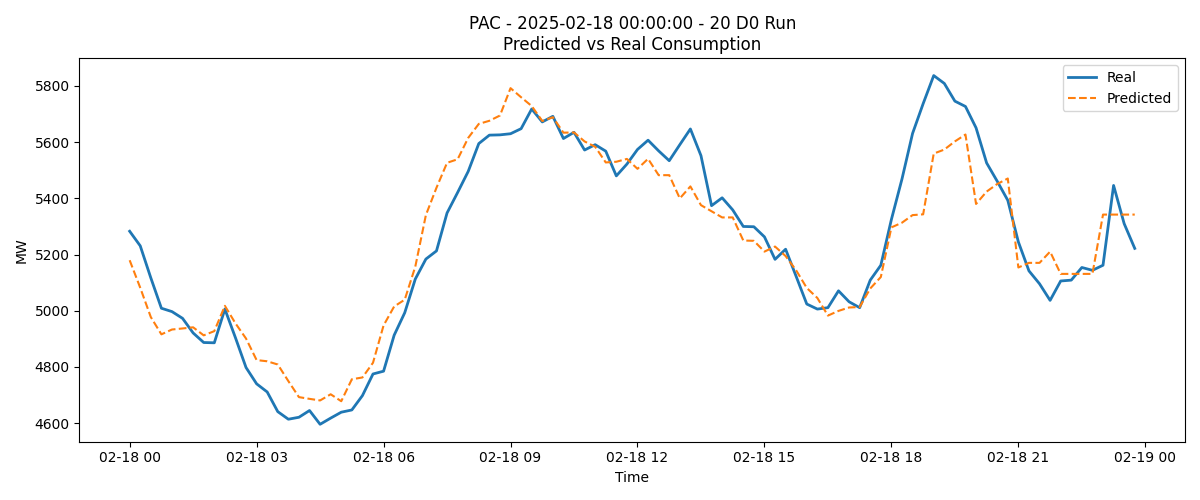 PAC - 2025-02-18 00:00:00 - 20 D0 Run
Predicted vs Real Consumption
Real
Predicted
MW
5800
5600
5400
5200
5000
4800
4600
02-18 00
02-18 03
02-18 06
02-18 09
02-18 12
02-18 15
02-18 18
02-18 21
02-19 00
Time